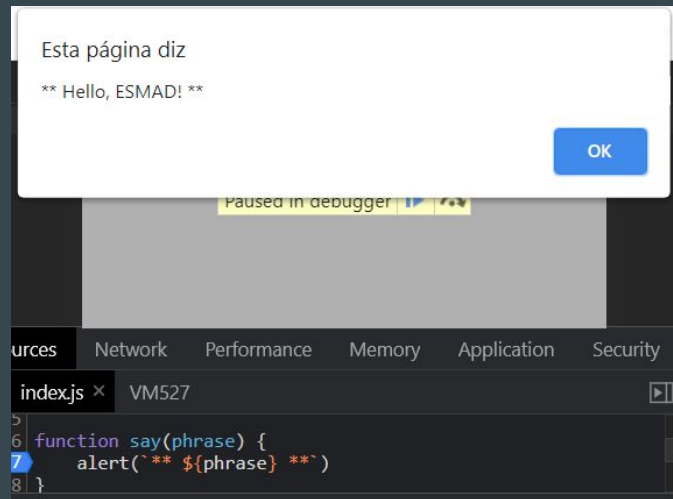 Esta página diz
** Hello, ESMAD! **
OK
Paused in debugger
urces Network Performance Memory Application Security
index.js × VM527
5
6 function say(phrase) {
7 alert(`** ${phrase} **`)
8 }